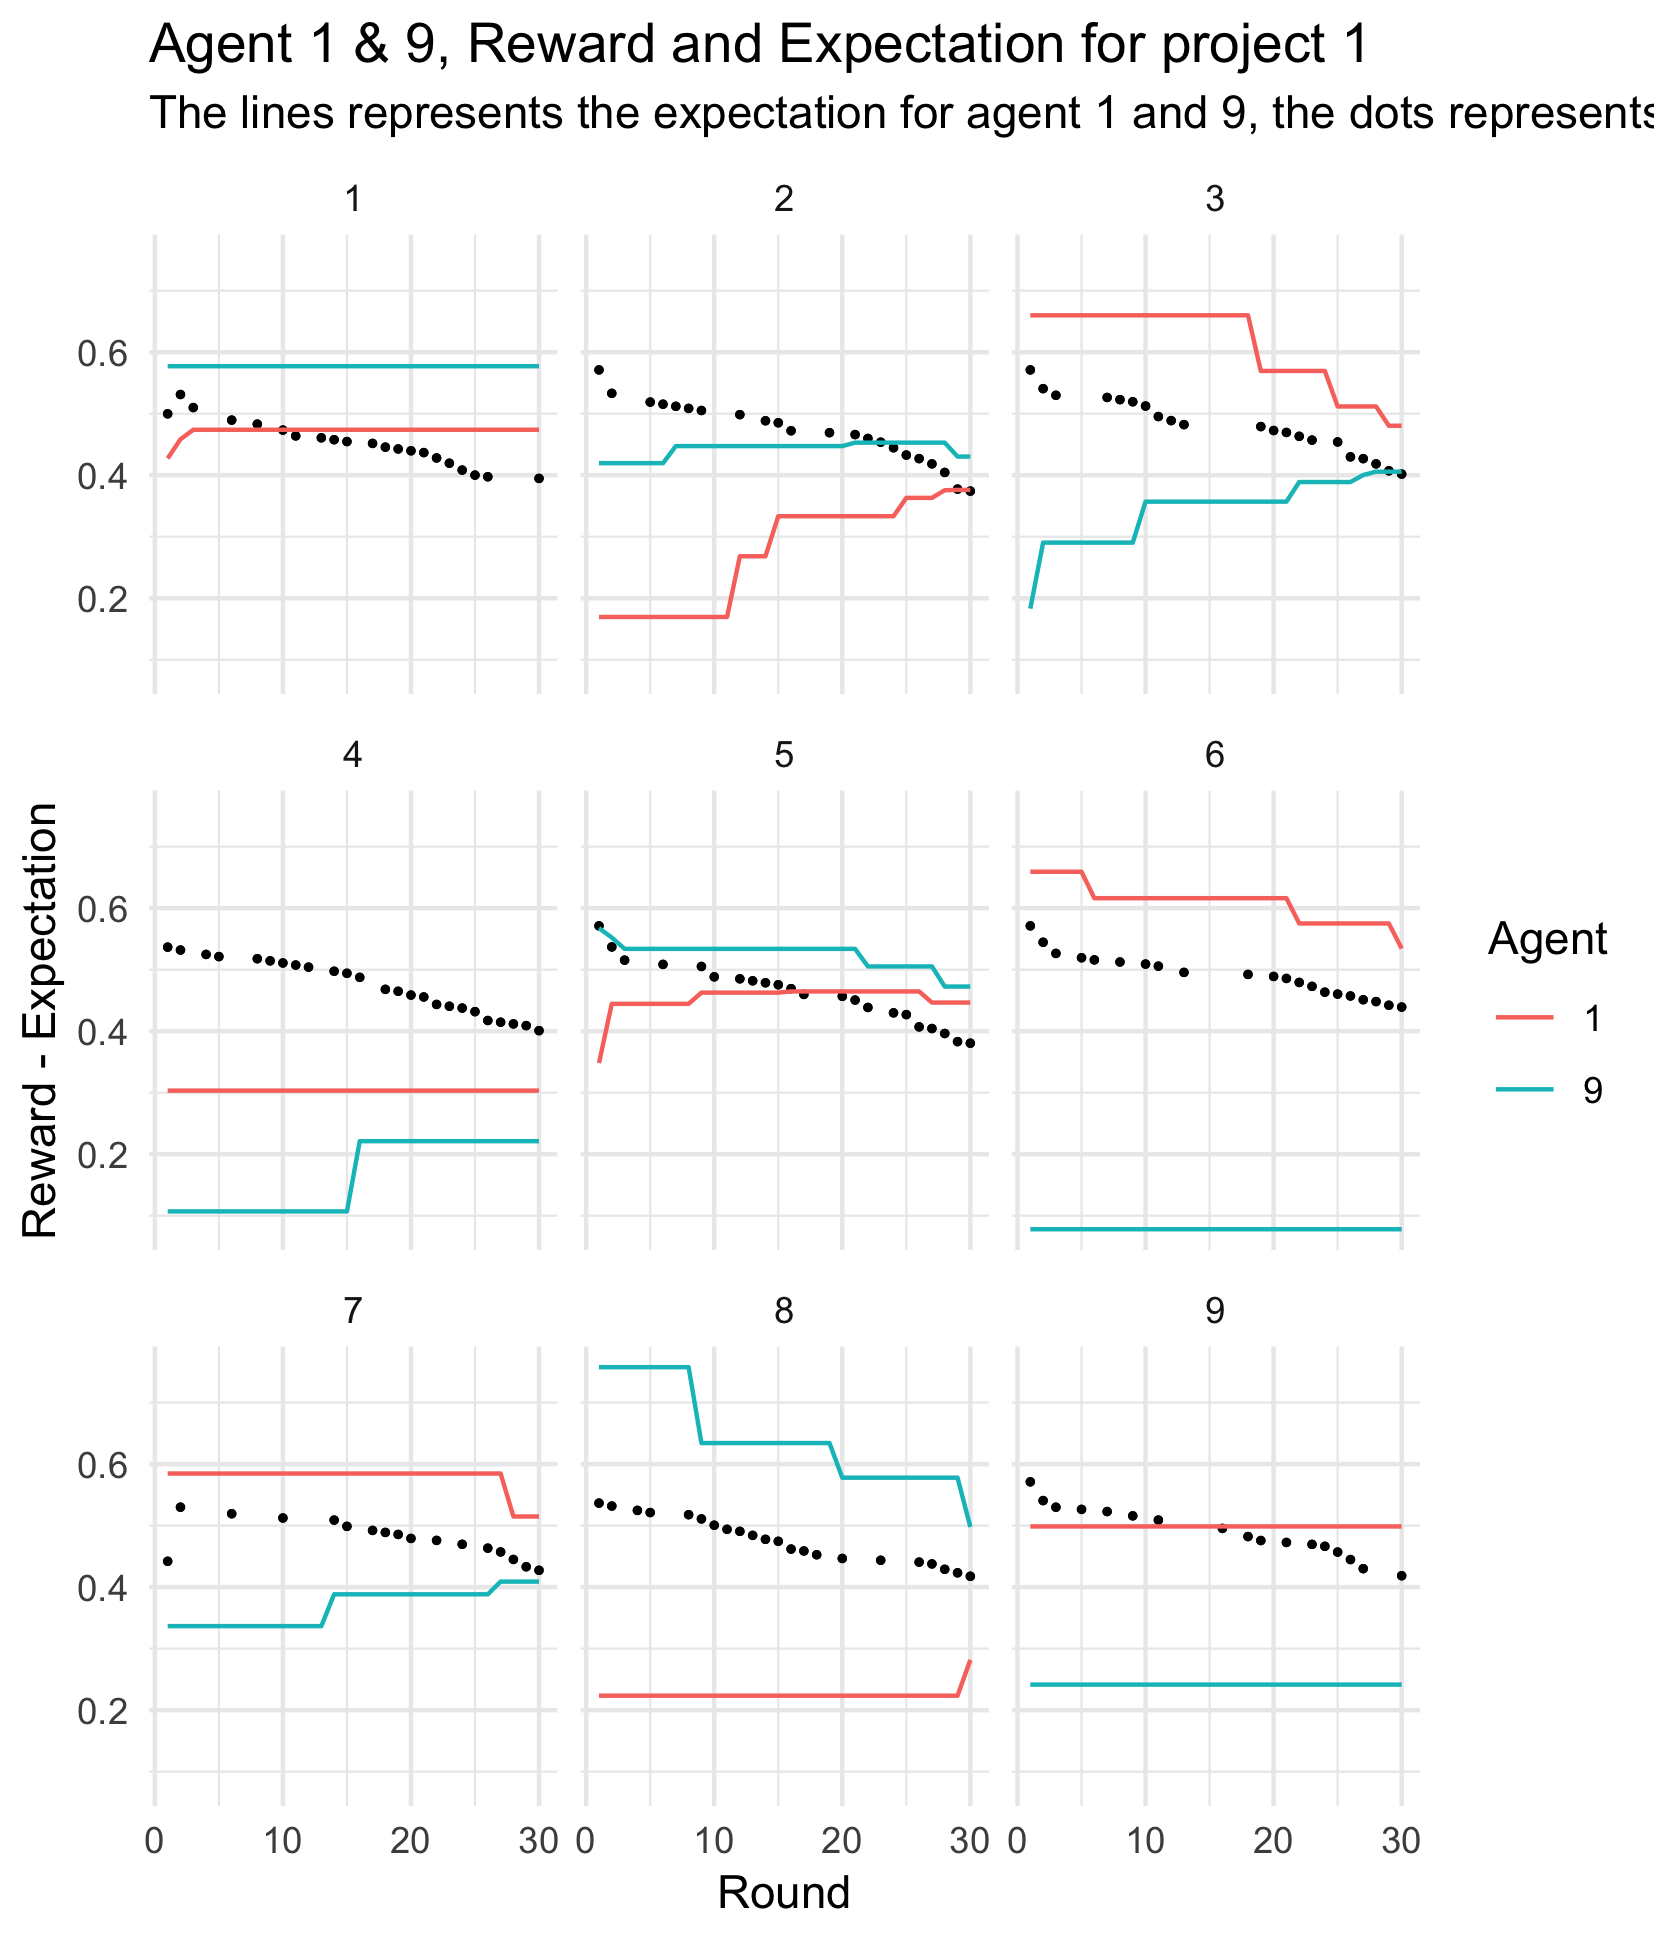 Agent 1 & 9, Reward and Expectation for project 1
The lines represents the expectation for agent 1 and 9, the dots represents
1 2 3
0.6
0.4
0.2
4 5 6
0.6
0.4
0.2
7 8 9
0.6
0.4
0.2
0 10 20 30 0 10 20 30 0 10 20 30
Round
Reward - Expectation
Agent
1
9